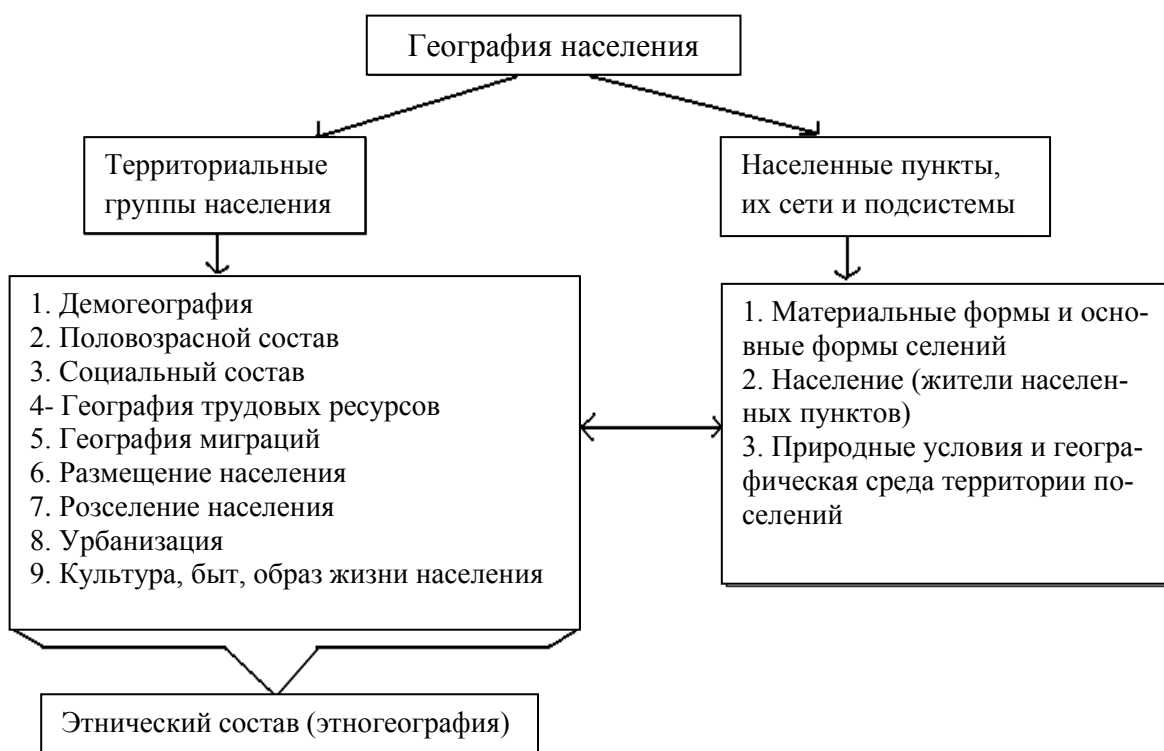 География населения
Территориальные
группы населения
Населенные пункты,
их сети и подсистемы
1. Демогеография
2. Половозрасной состав
3. Социальный состав
4- География трудовых ресурсов
5. География миграций
6. Размещение населения
7. Розселение населения
8. Урбанизация
9. Культура, быт, образ жизни населения
1. Материальные формы и осно-
вные формы селений
2. Население (жители населен-
ных пунктов)
3. Природные условия и геогра-
фическая среда территории по-
селений
Этнический состав (этногеография)